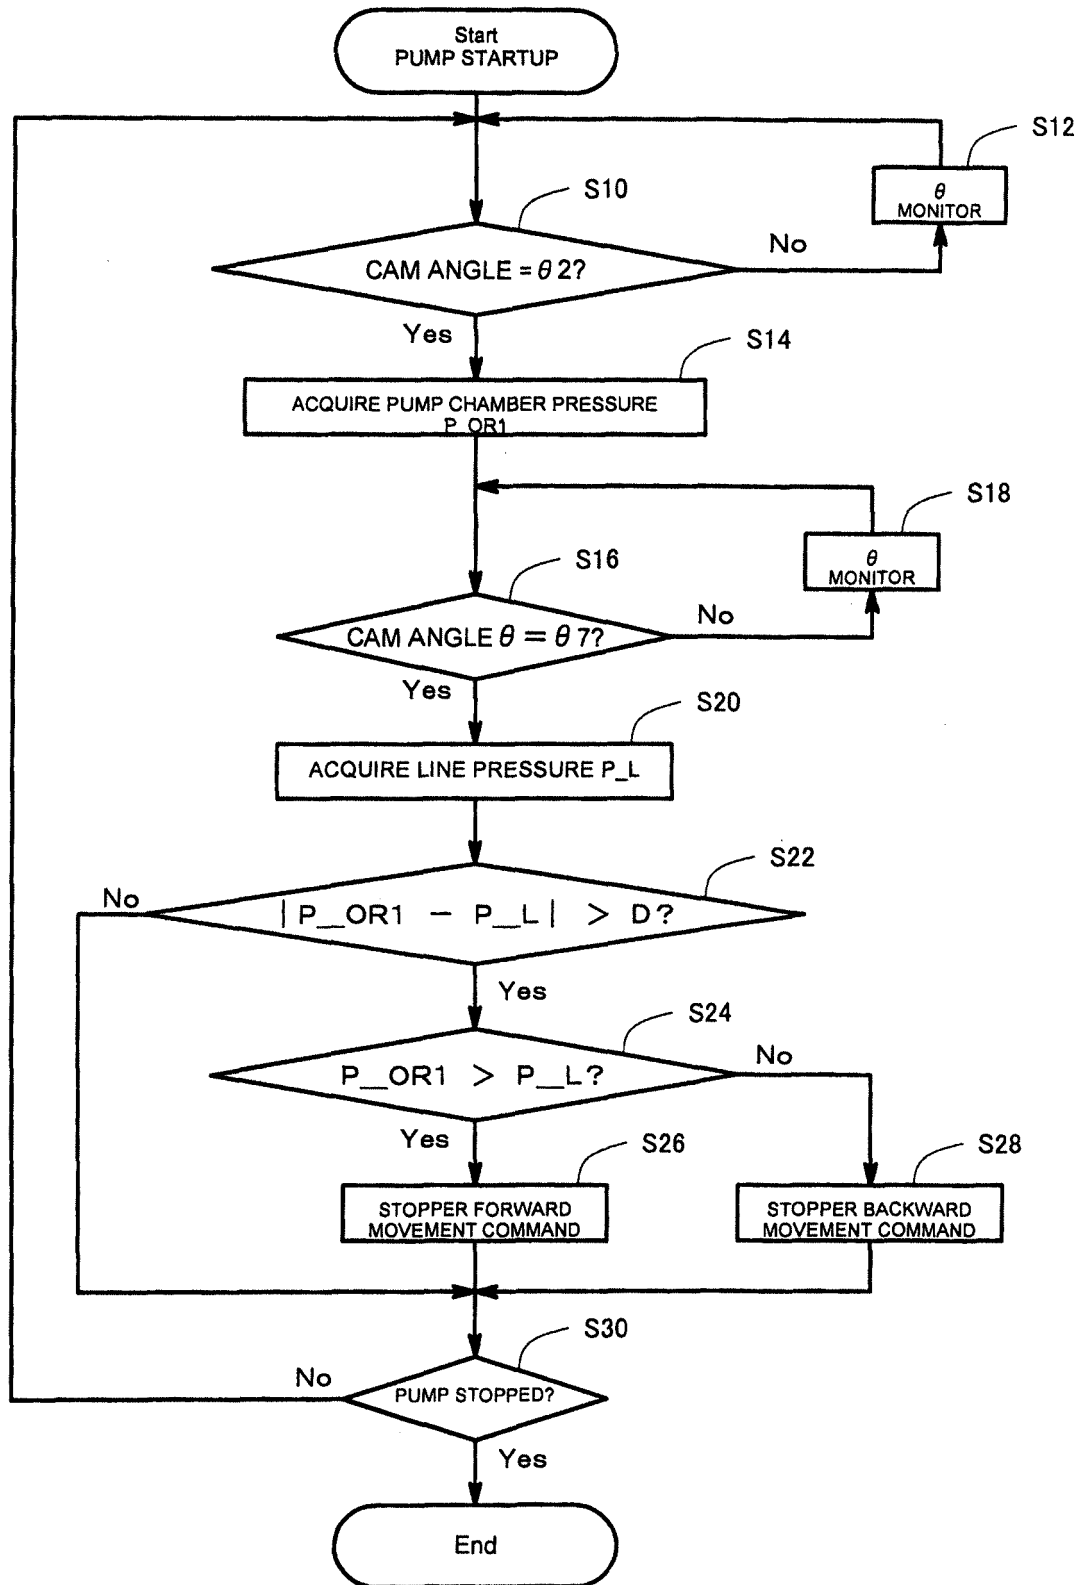 Start
PUMP STARTUP
S12
θ
MONITOR
S10
No
CAM ANGLE = θ 2?
Yes
S14
ACQUIRE PUMP CHAMBER PRESSURE
P_OR1
S18
θ
MONITOR
S16
No
CAM ANGLE θ = θ 7?
Yes
S20
ACQUIRE LINE PRESSURE P_L
S22
No
|P_OR1 - P_L| > D?
Yes
S24
No
P_OR1 > P_L?
Yes
S26
S28
STOPPER FORWARD
MOVEMENT COMMAND
STOPPER BACKWARD
MOVEMENT COMMAND
S30
No
PUMP STOPPED?
Yes
End